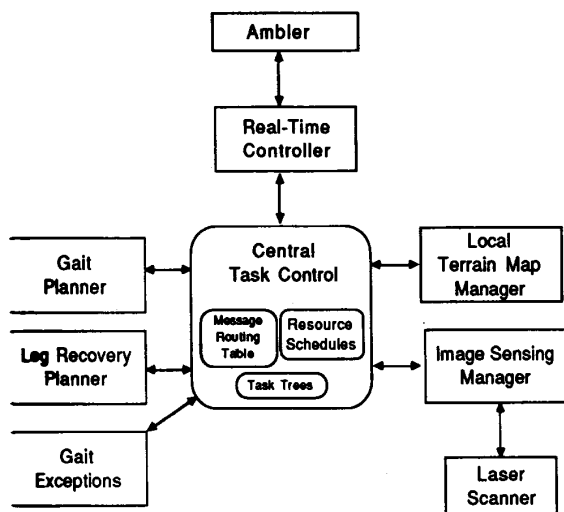 Ambler
Real-Time
Controller
Central
Task Control
Message
Routing
Table
Resource
Schedules
Task Trees
Gait
Planner
Leg Recovery
Planner
Gait
Exceptions
Local
Terrain Map
Manager
Image Sensing
Manager
Laser
Scanner